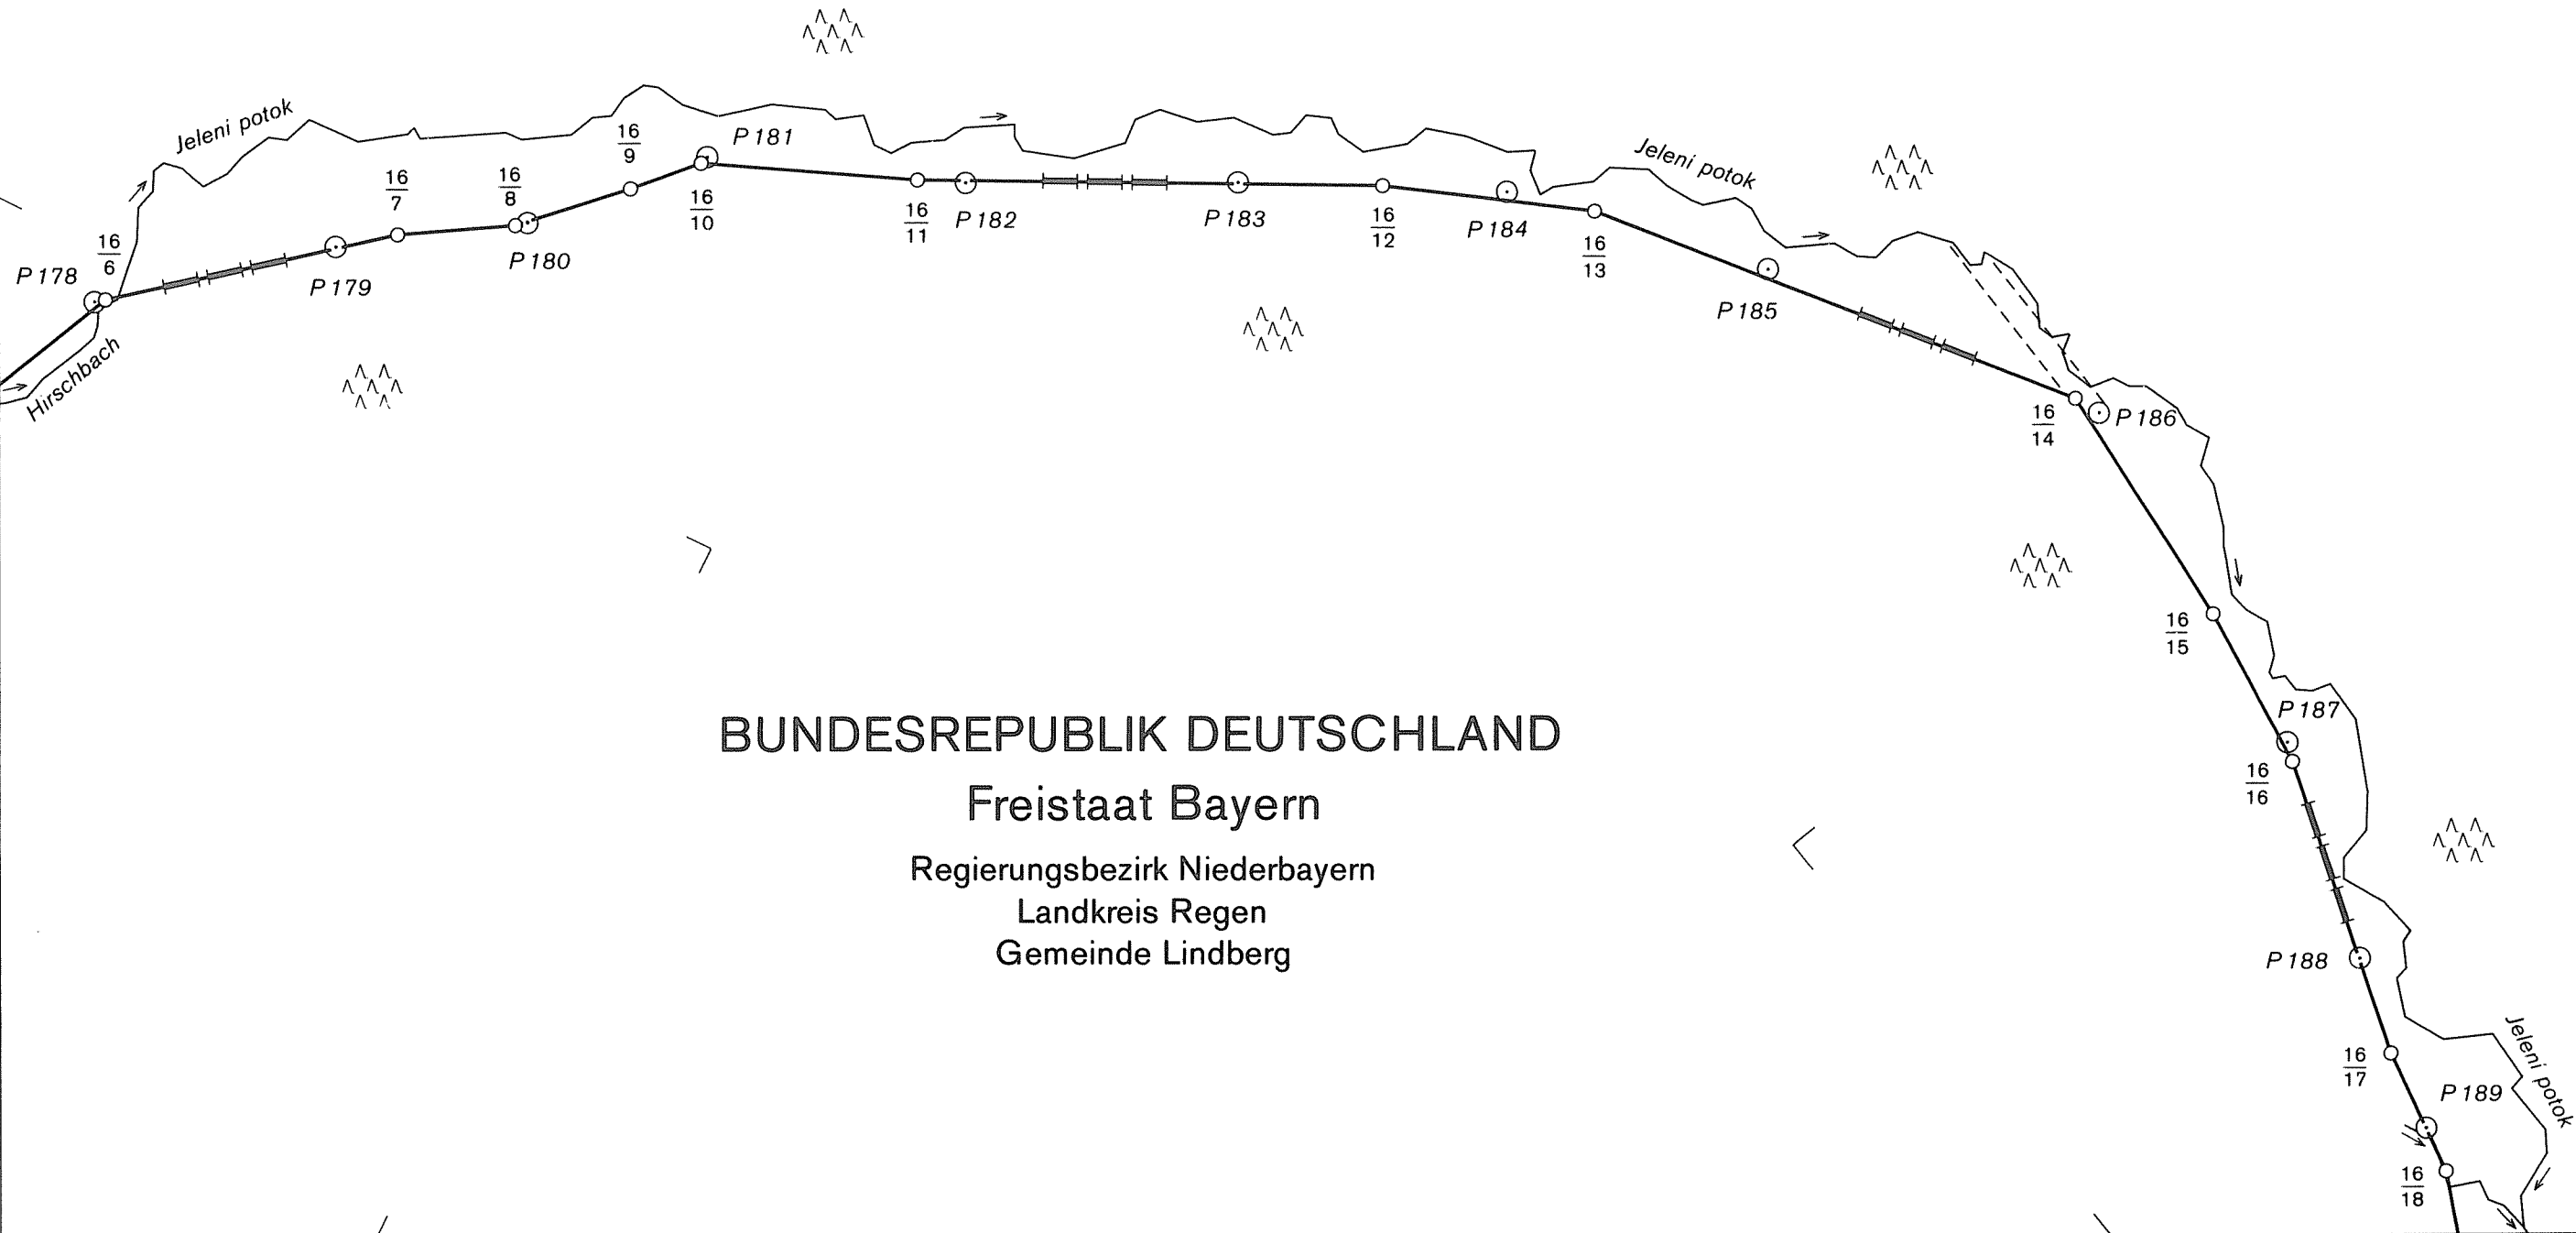 Jeleni potok
16
9
P 181
Jeleni potok
16
7
16
8
16
10
16
11
P 182
P 183
16
12
P 184
16
6
P 178
P 179
P 180
16
13
P 185
Hirschbach
16
14
P 186
16
15
P 187
16
16
BUNDESREPUBLIK DEUTSCHLAND
Freistaat Bayern
Regierungsbezirk Niederbayern
Landkreis Regen
Gemeinde Lindberg
P 188
16
17
P 189
Jeleni potok
16
18